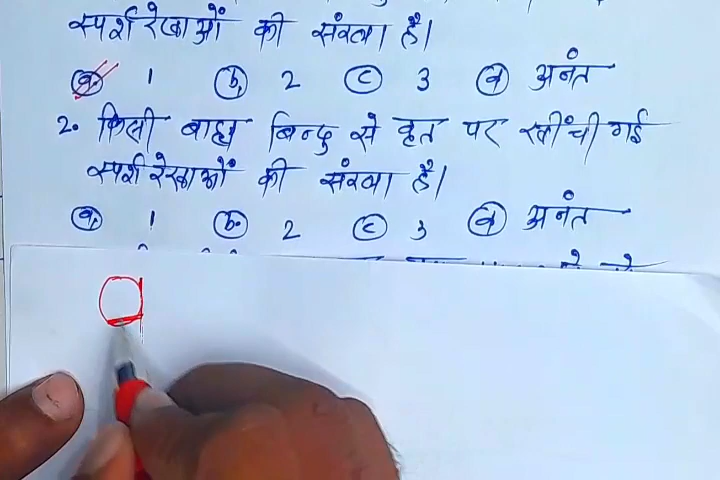 स्पर्श रेखाओं की संख्या है।
a. 1 b. 2 c 3 d अनंत
2. किसी बाह्य बिन्दु से वृत पर खींची गई
स्पर्श रेखाओं की संख्या है।
a. 1 b. 2 c 3 d अनंत